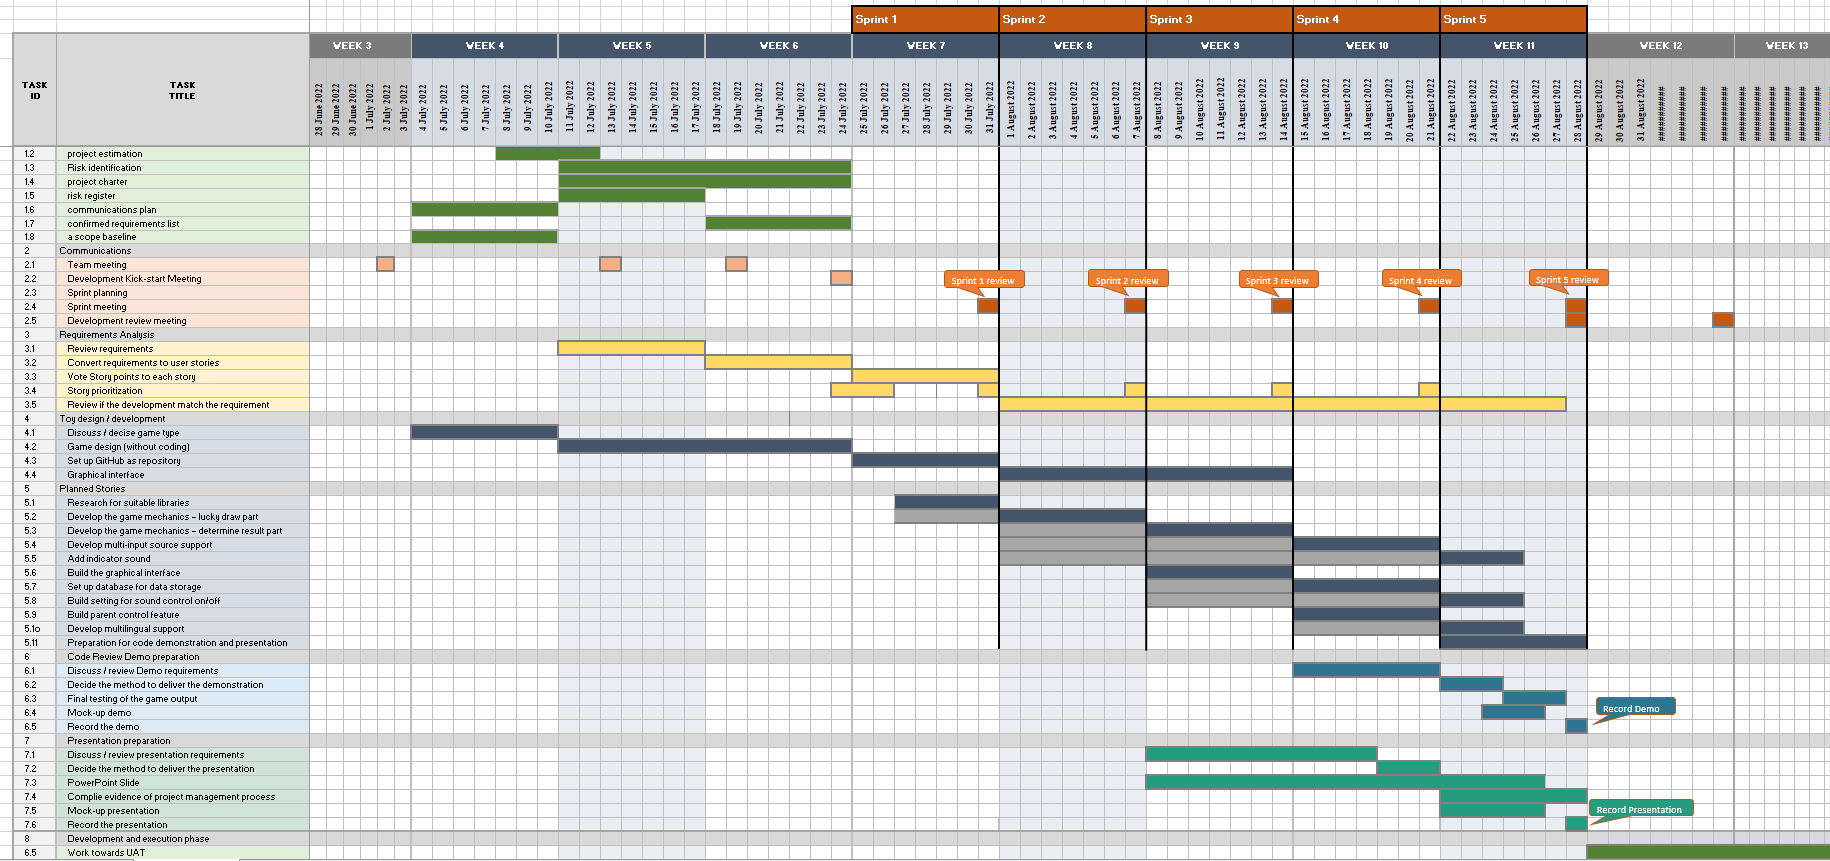 Sprint 1 Sprint 2 Sprint 3 Sprint 4 Sprint 5
WEEK 3 WEEK 4 WEEK 5 WEEK 6 WEEK 7 WEEK 8 WEEK 9 WEEK 10 WEEK 11 WEEK 12 WEEK 13
TASK ID TASK TITLE
28 June 2022 29 June 2022 30 June 2022 1 July 2022 2 July 2022 3 July 2022 4 July 2022 5 July 2022 6 July 2022 7 July 2022 8 July 2022 9 July 2022 10 July 2022 11 July 2022 12 July 2022 13 July 2022 14 July 2022 15 July 2022 16 July 2022 17 July 2022 18 July 2022 19 July 2022 20 July 2022 21 July 2022 22 July 2022 23 July 2022 24 July 2022 25 July 2022 26 July 2022 27 July 2022 28 July 2022 29 July 2022 30 July 2022 31 July 2022 1 August 2022 2 August 2022 3 August 2022 4 August 2022 5 August 2022 6 August 2022 7 August 2022 8 August 2022 9 August 2022 10 August 2022 11 August 2022 12 August 2022 13 August 2022 14 August 2022 15 August 2022 16 August 2022 17 August 2022 18 August 2022 19 August 2022 20 August 2022 21 August 2022 22 August 2022 23 August 2022 24 August 2022 25 August 2022 26 August 2022 27 August 2022 28 August 2022 29 August 2022 30 August 2022 31 August 2022
1.2 project estimation
1.3 Risk identification
1.4 project charter
1.5 risk register
1.6 communications plan
1.7 confirmed requirements list
1.8 a scope baseline
2 Communications
2.1 Team meeting
2.2 Development Kick-start Meeting
Sprint 1 review Sprint 2 review Sprint 3 review Sprint 4 review Sprint 5 review
2.3 Sprint planning
2.4 Sprint meeting
2.5 Development review meeting
3 Requirements Analysis
3.1 Review requirements
3.2 Convert requirements to user stories
3.3 Vote Story points to each story
3.4 Story prioritization
3.5 Review if the development match the requirement
4 Toy design / development
4.1 Discuss / decise game type
4.2 Game design (without coding)
4.3 Set up GitHub as repository
4.4 Graphical interface
5 Planned Stories
5.1 Research for suitable libraries
5.2 Develop the game mechanics – lucky draw part
5.3 Develop the game mechanics – determine result part
5.4 Develop multi-input source support
5.5 Add indicator sound
5.6 Build the graphical interface
5.7 Set up database for data storage
5.8 Build setting for sound control on/off
5.9 Build parent control feature
5.1o Develop multilingual support
5.11 Preparation for code demonstration and presentation
6 Code Review Demo preparation
6.1 Discuss / review Demo requirements
6.2 Decide the method to deliver the demonstration
6.3 Final testing of the game output
6.4 Mock-up demo
Record Demo
6.5 Record the demo
7 Presentation preparation
7.1 Discuss / review presentation requirements
7.2 Decide the method to deliver the presentation
7.3 PowerPoint Slide
7.4 Complie evidence of project management process
7.5 Mock-up presentation
Record Presentation
7.6 Record the presentation
8 Development and execution phase
6.5 Work towards UAT